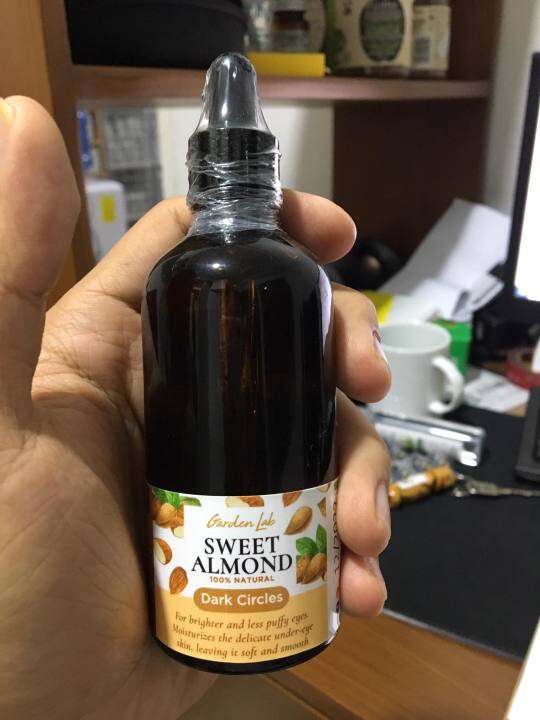 Garden Lab
SWEET
ALMOND
100% NATURAL
Dark Circles
For brighter and less puffy eyes.
Moisturizes the delicate under-eye
skin, leaving it soft and smooth